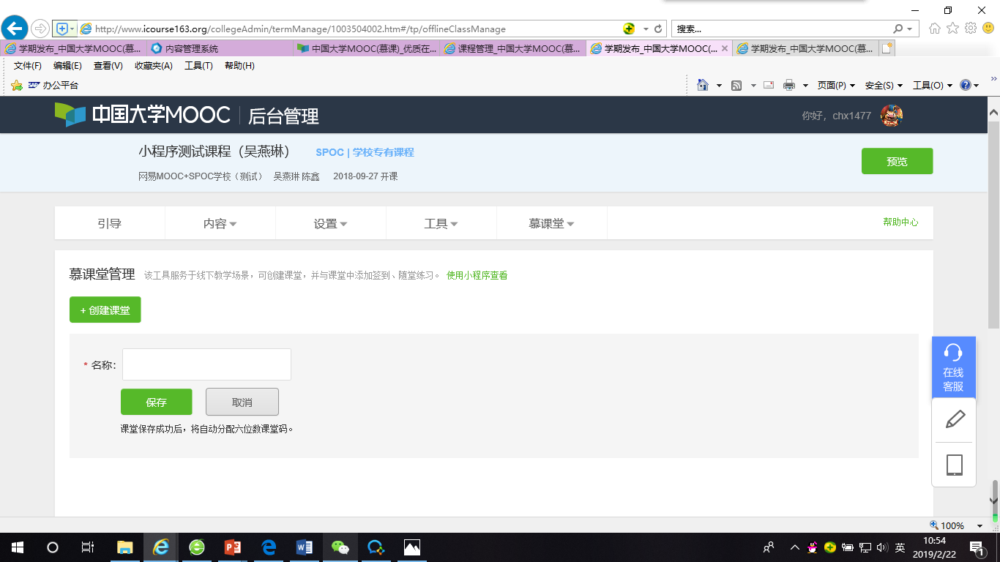 http://www.icourse163.org/collegeAdmin/termManage/1003504002.htm#/tp/offlineClassManage
搜索...
学期发布_中国大学MOOC(慕...
内容管理系统
中国大学MOOC(慕课)_优质在...
课程管理_中国大学MOOC(慕...
学期发布_中国大学MOOC(...
学期发布_中国大学MOOC(慕...
文件(F) 编辑(E) 查看(V) 收藏夹(A) 工具(T) 帮助(H)
办公平台
页面(P) 安全(S) 工具(O)
中国大学MOOC 后台管理
你好，chx1477
小程序测试课程（吴燕琳） SPOC | 学校专有课程
预览
网易MOOC+SPOC学校（测试） 吴燕琳 陈鑫 2018-09-27 开课
引导 内容 设置 工具 慕课堂
帮助中心
慕课堂管理 该工具服务于线下教学场景，可创建课堂，并与课堂中添加签到、随堂练习。 使用小程序查看
+ 创建课堂
* 名称：
保存 取消
课堂保存成功后，将自动分配六位数课堂码。
在线
客服
100%
英
10:54
2019/2/22
1